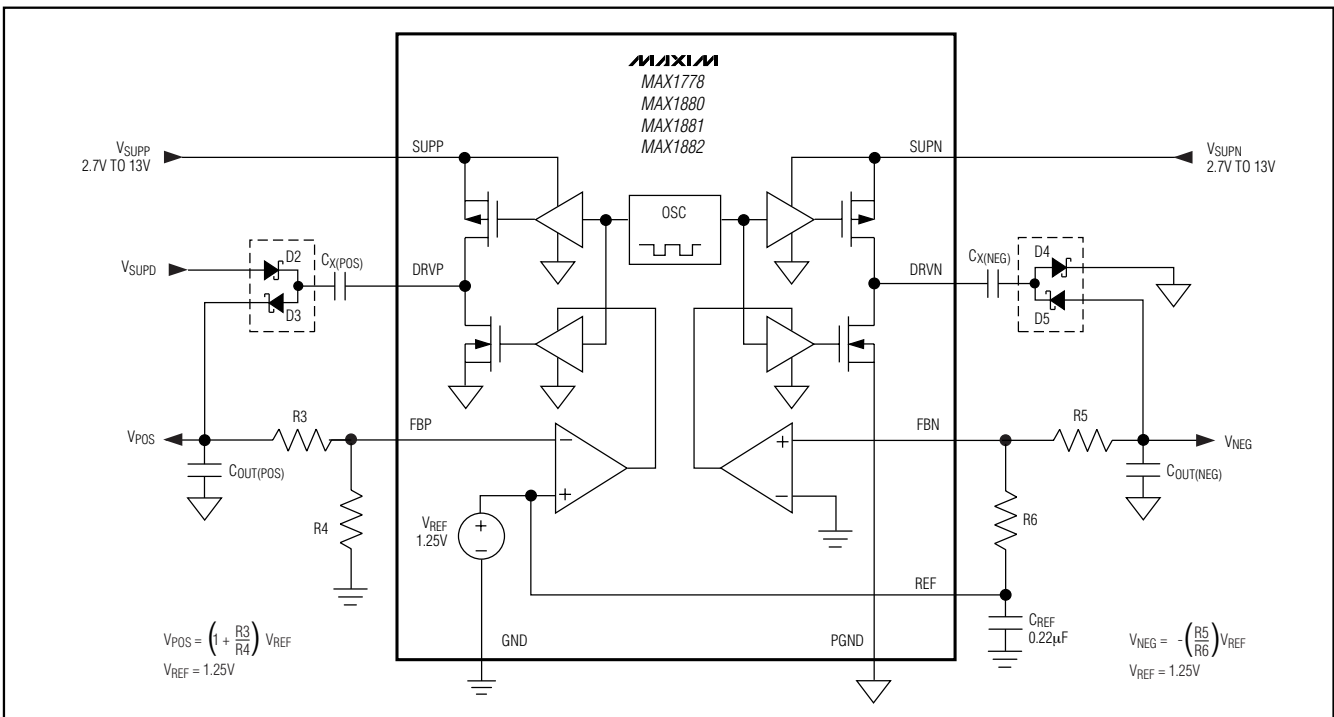 MAXIM
MAX1778
MAX1880
MAX1881
MAX1882
VSUPP
2.7V TO 13V
SUPP
SUPN
VSUPN
2.7V TO 13V
OSC
VSUPD
D2
D3
CX(POS)
DRVP
DRVN
CX(NEG)
D4
D5
VPOS
R3
FBP
FBN
R5
VNEG
COUT(POS)
R4
−
+
+
−
COUT(NEG)
R6
VREF
1.25V
+
−
REF
CREF
0.22µF
GND
PGND
VPOS = (1 + R3/R4) VREF
VREF = 1.25V
VNEG = -(R5/R6)VREF
VREF = 1.25V